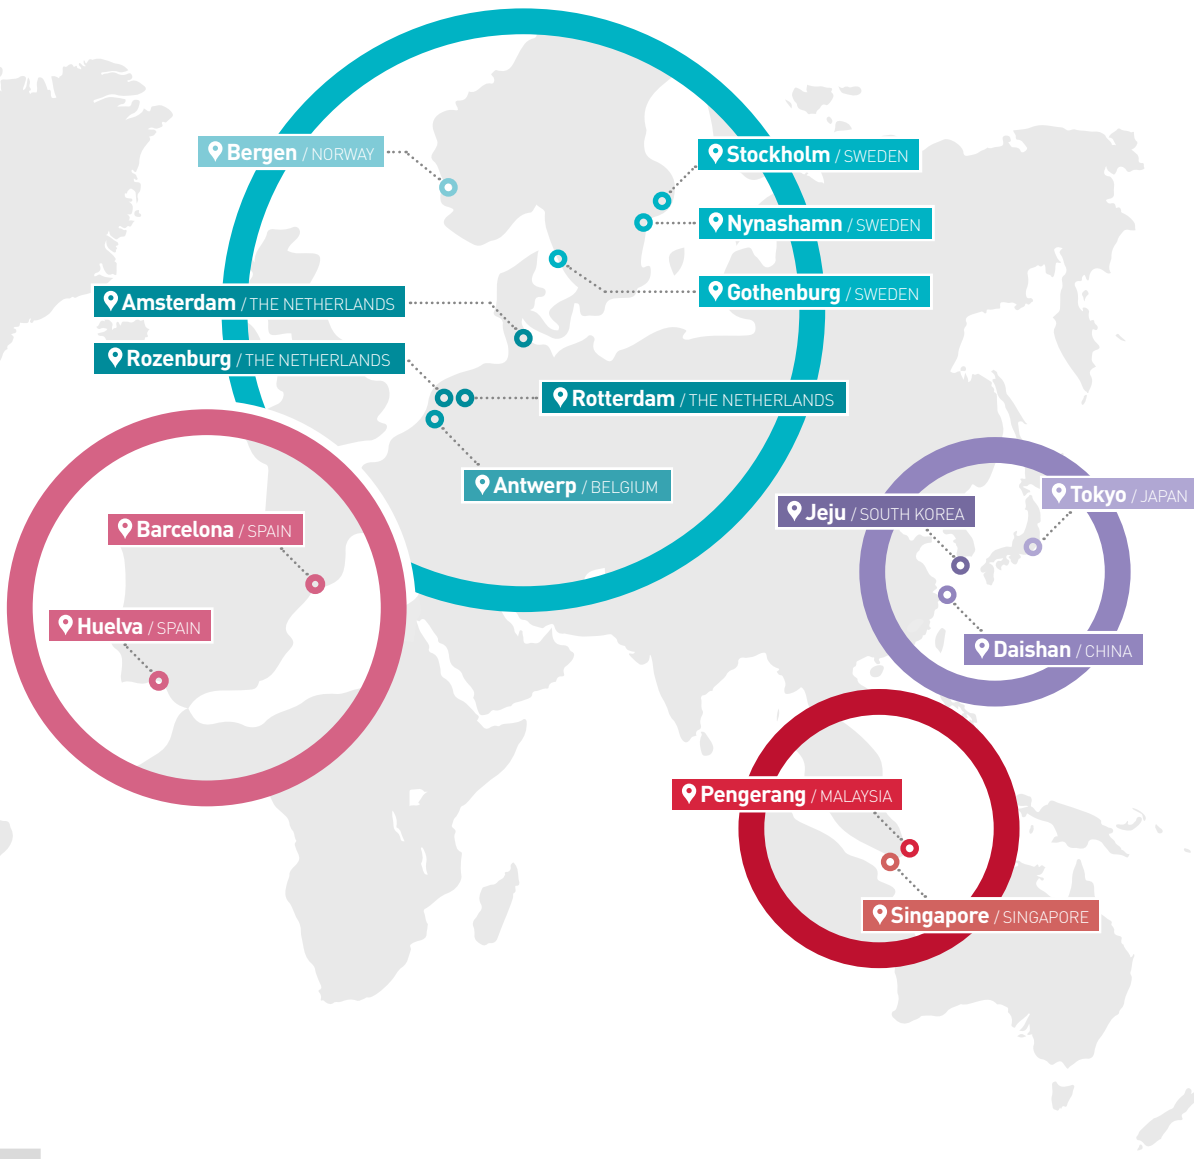 Bergen / NORWAY
Stockholm / SWEDEN
Nynashamn / SWEDEN
Amsterdam / THE NETHERLANDS
Gothenburg / SWEDEN
Rozenburg / THE NETHERLANDS
Rotterdam / THE NETHERLANDS
Antwerp / BELGIUM
Barcelona / SPAIN
Huelva / SPAIN
Jeju / SOUTH KOREA
Tokyo / JAPAN
Daishan / CHINA
Pengerang / MALAYSIA
Singapore / SINGAPORE